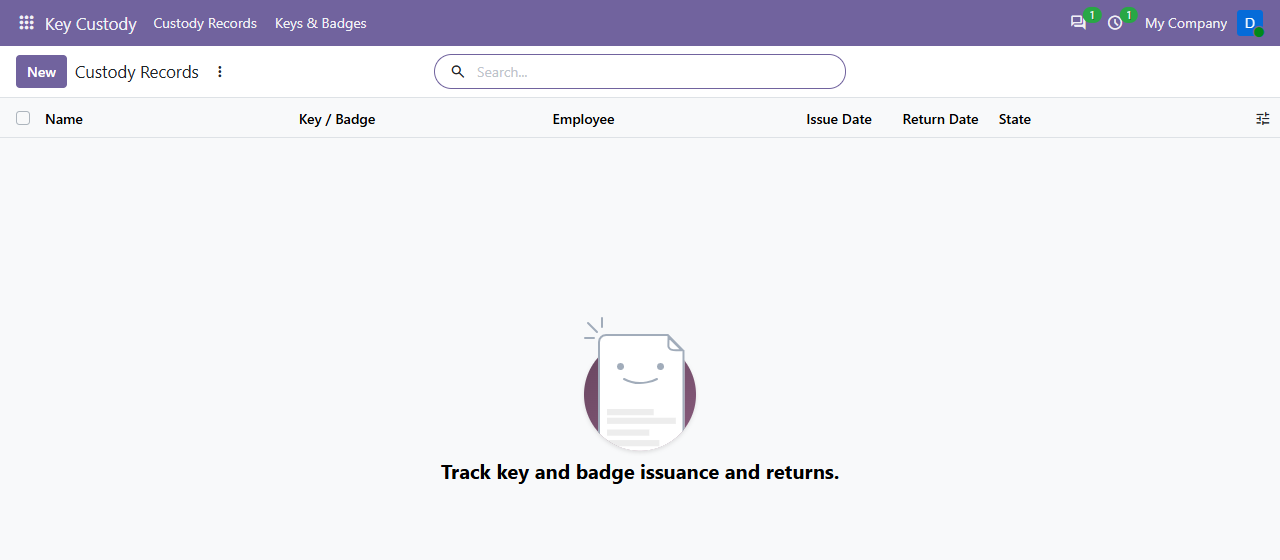 Key Custody Custody Records Keys & Badges 1 1 My Company D
New Custody Records Search...
Name Key / Badge Employee Issue Date Return Date State
Track key and badge issuance and returns.